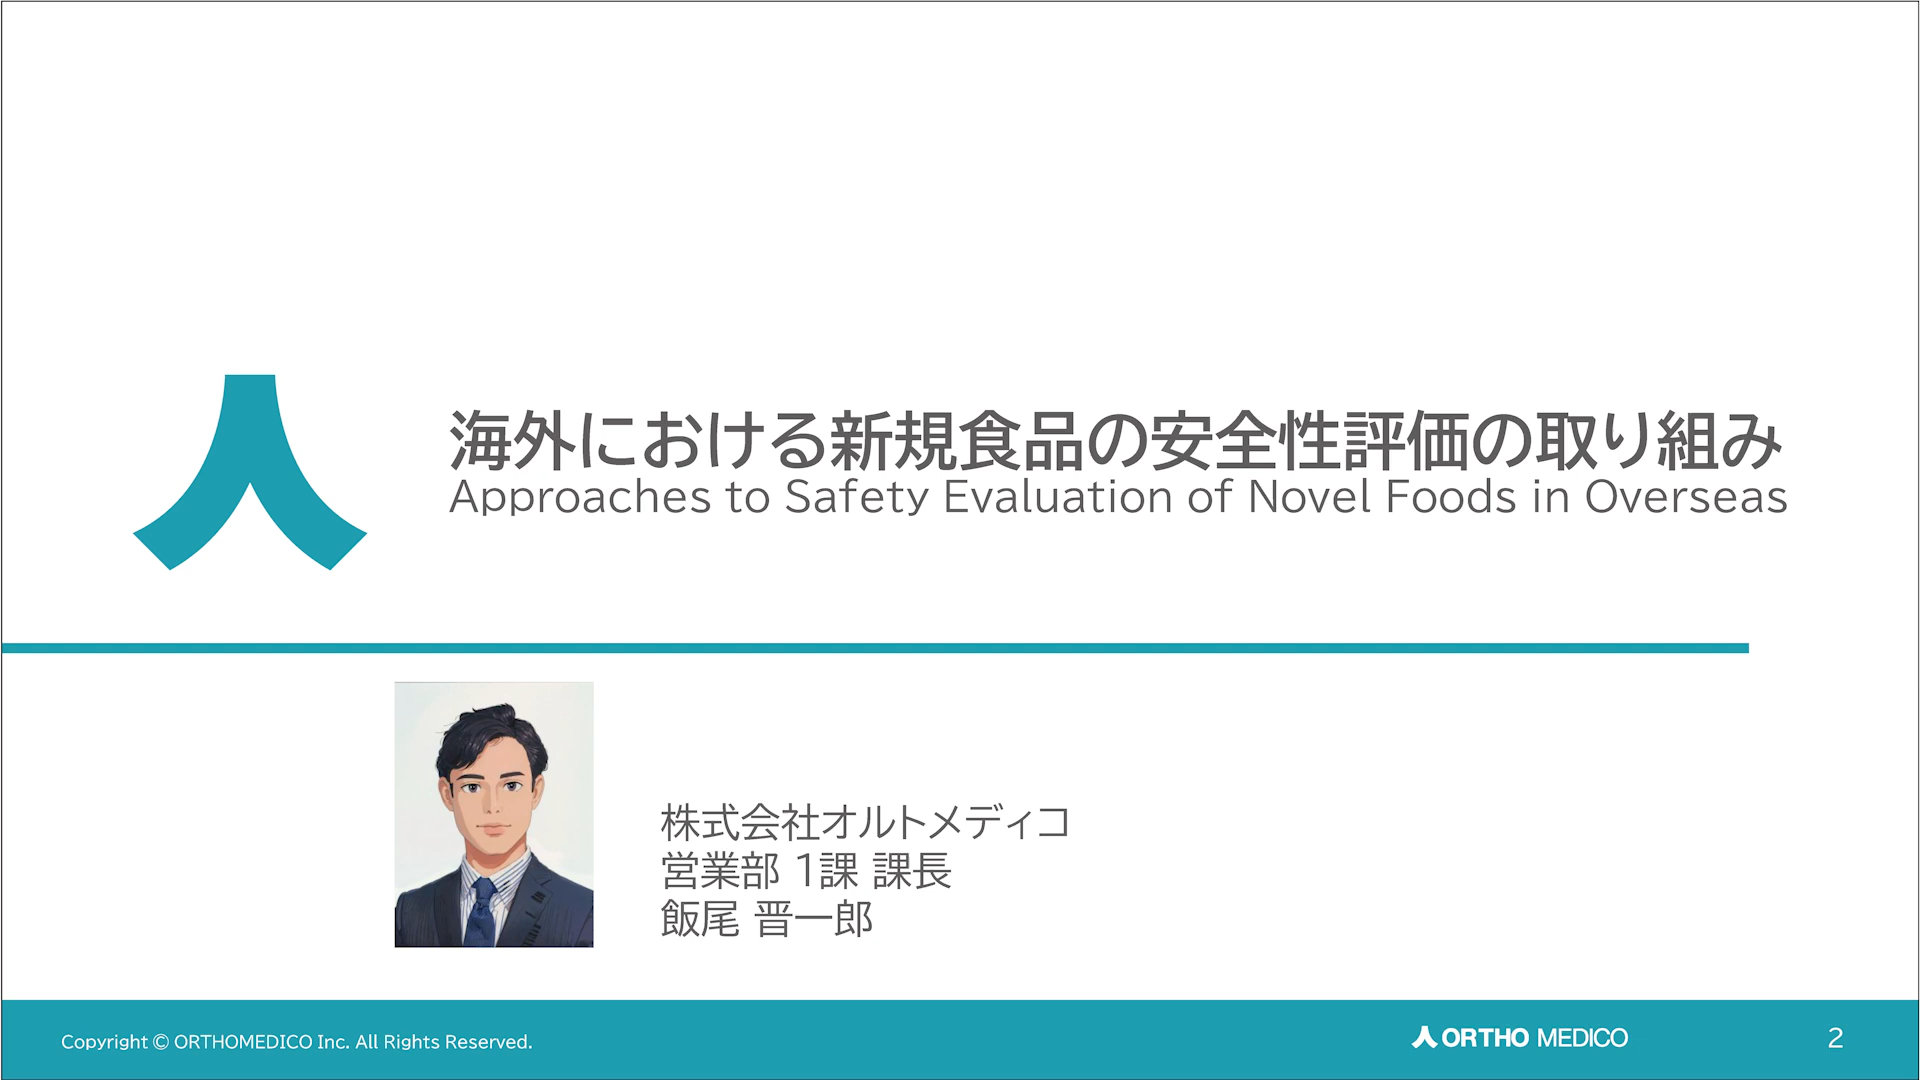 海外における新規食品の安全性評価の取り組み
Approaches to Safety Evaluation of Novel Foods in Overseas
株式会社オルトメディコ
営業部 1課 課長
飯尾 晋一郎
Copyright © ORTHOMEDICO Inc. All Rights Reserved.
ORTHO MEDICO
2